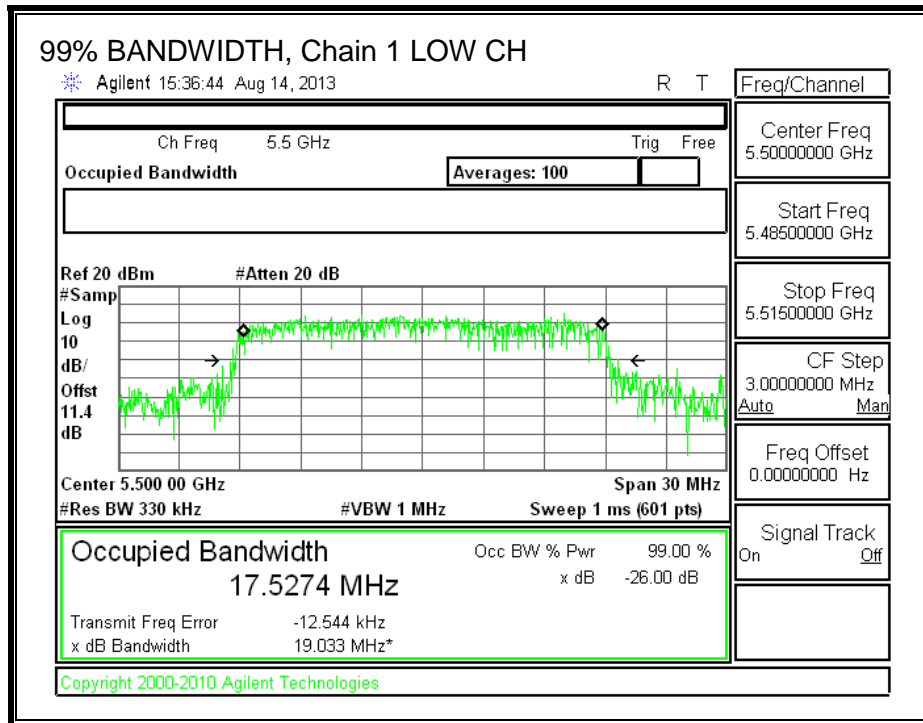 99% BANDWIDTH, Chain 1 LOW CH
Agilent 15:36:44 Aug 14, 2013 R T
Ch Freq 5.5 GHz Trig Free
Occupied Bandwidth Averages: 100
Ref 20 dBm #Atten 20 dB
#Samp
Log
10
dB/
Offst
11.4
dB
Center 5.500 00 GHz Span 30 MHz
#Res BW 330 kHz #VBW 1 MHz Sweep 1 ms (601 pts)
Occupied Bandwidth Occ BW % Pwr 99.00 %
17.5274 MHz x dB -26.00 dB
Transmit Freq Error -12.544 kHz
x dB Bandwidth 19.033 MHz*
Copyright 2000-2010 Agilent Technologies
Freq/Channel
Center Freq
5.50000000 GHz
Start Freq
5.48500000 GHz
Stop Freq
5.51500000 GHz
CF Step
3.00000000 MHz
Auto Man
Freq Offset
0.00000000 Hz
Signal Track
On Off